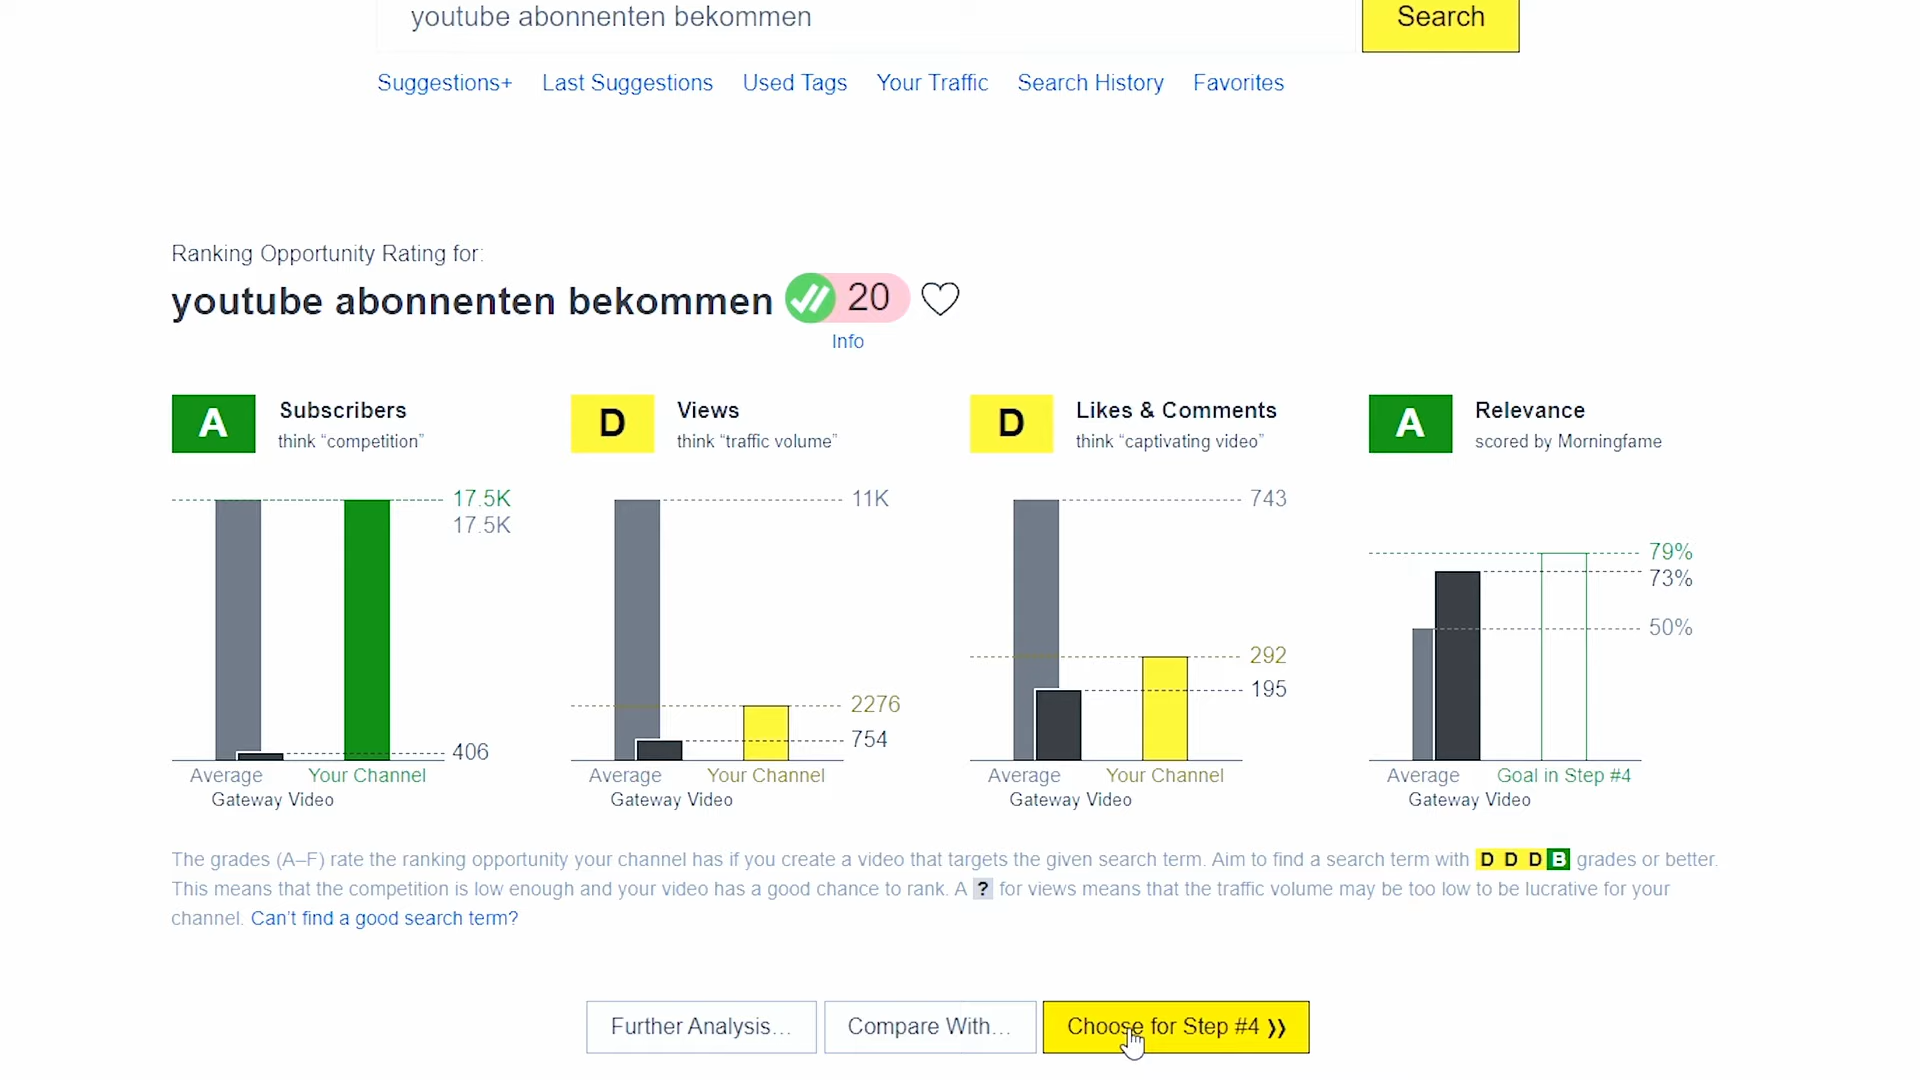 youtube abonnenten bekommen
Search
Suggestions+ Last Suggestions Used Tags Your Traffic Search History Favorites
Ranking Opportunity Rating for:
youtube abonnenten bekommen 20
Info
A Subscribers
think “competition”
17.5K
17.5K
406
Average Your Channel
Gateway Video
D Views
think “traffic volume”
11K
2276
754
Average Your Channel
Gateway Video
D Likes & Comments
think “captivating video”
743
292
195
Average Your Channel
Gateway Video
A Relevance
scored by Morningfame
79%
73%
50%
Average Goal in Step #4
Gateway Video
The grades (A–F) rate the ranking opportunity your channel has if you create a video that targets the given search term. Aim to find a search term with D D D B grades or better.
This means that the competition is low enough and your video has a good chance to rank. A ? for views means that the traffic volume may be too low to be lucrative for your
channel. Can't find a good search term?
Further Analysis... Compare With... Choose for Step #4 ⟩⟩